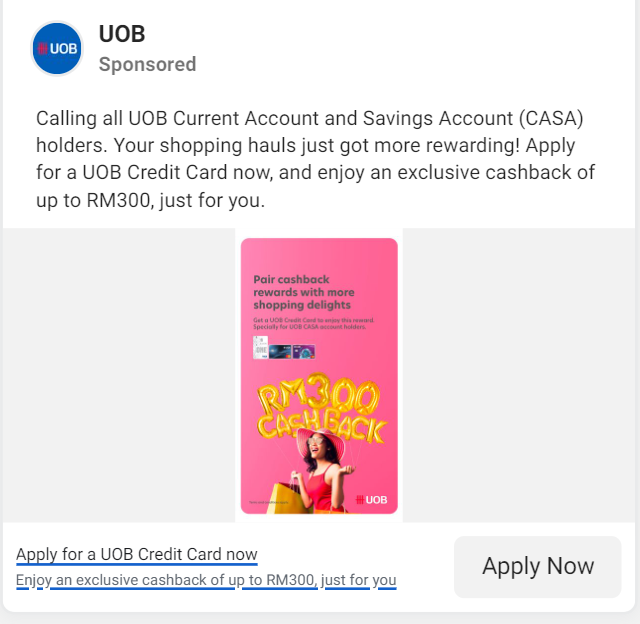 UOB
UOB
Sponsored
Calling all UOB Current Account and Savings Account (CASA)
holders. Your shopping hauls just got more rewarding! Apply
for a UOB Credit Card now, and enjoy an exclusive cashback of
up to RM300, just for you.
Pair cashback
rewards with more
shopping delights
Get a UOB Credit Card to enjoy this reward.
Specially for UOB CASA account holders.
RM300
CASHBACK
UOB
Apply for a UOB Credit Card now
Enjoy an exclusive cashback of up to RM300, just for you
Apply Now